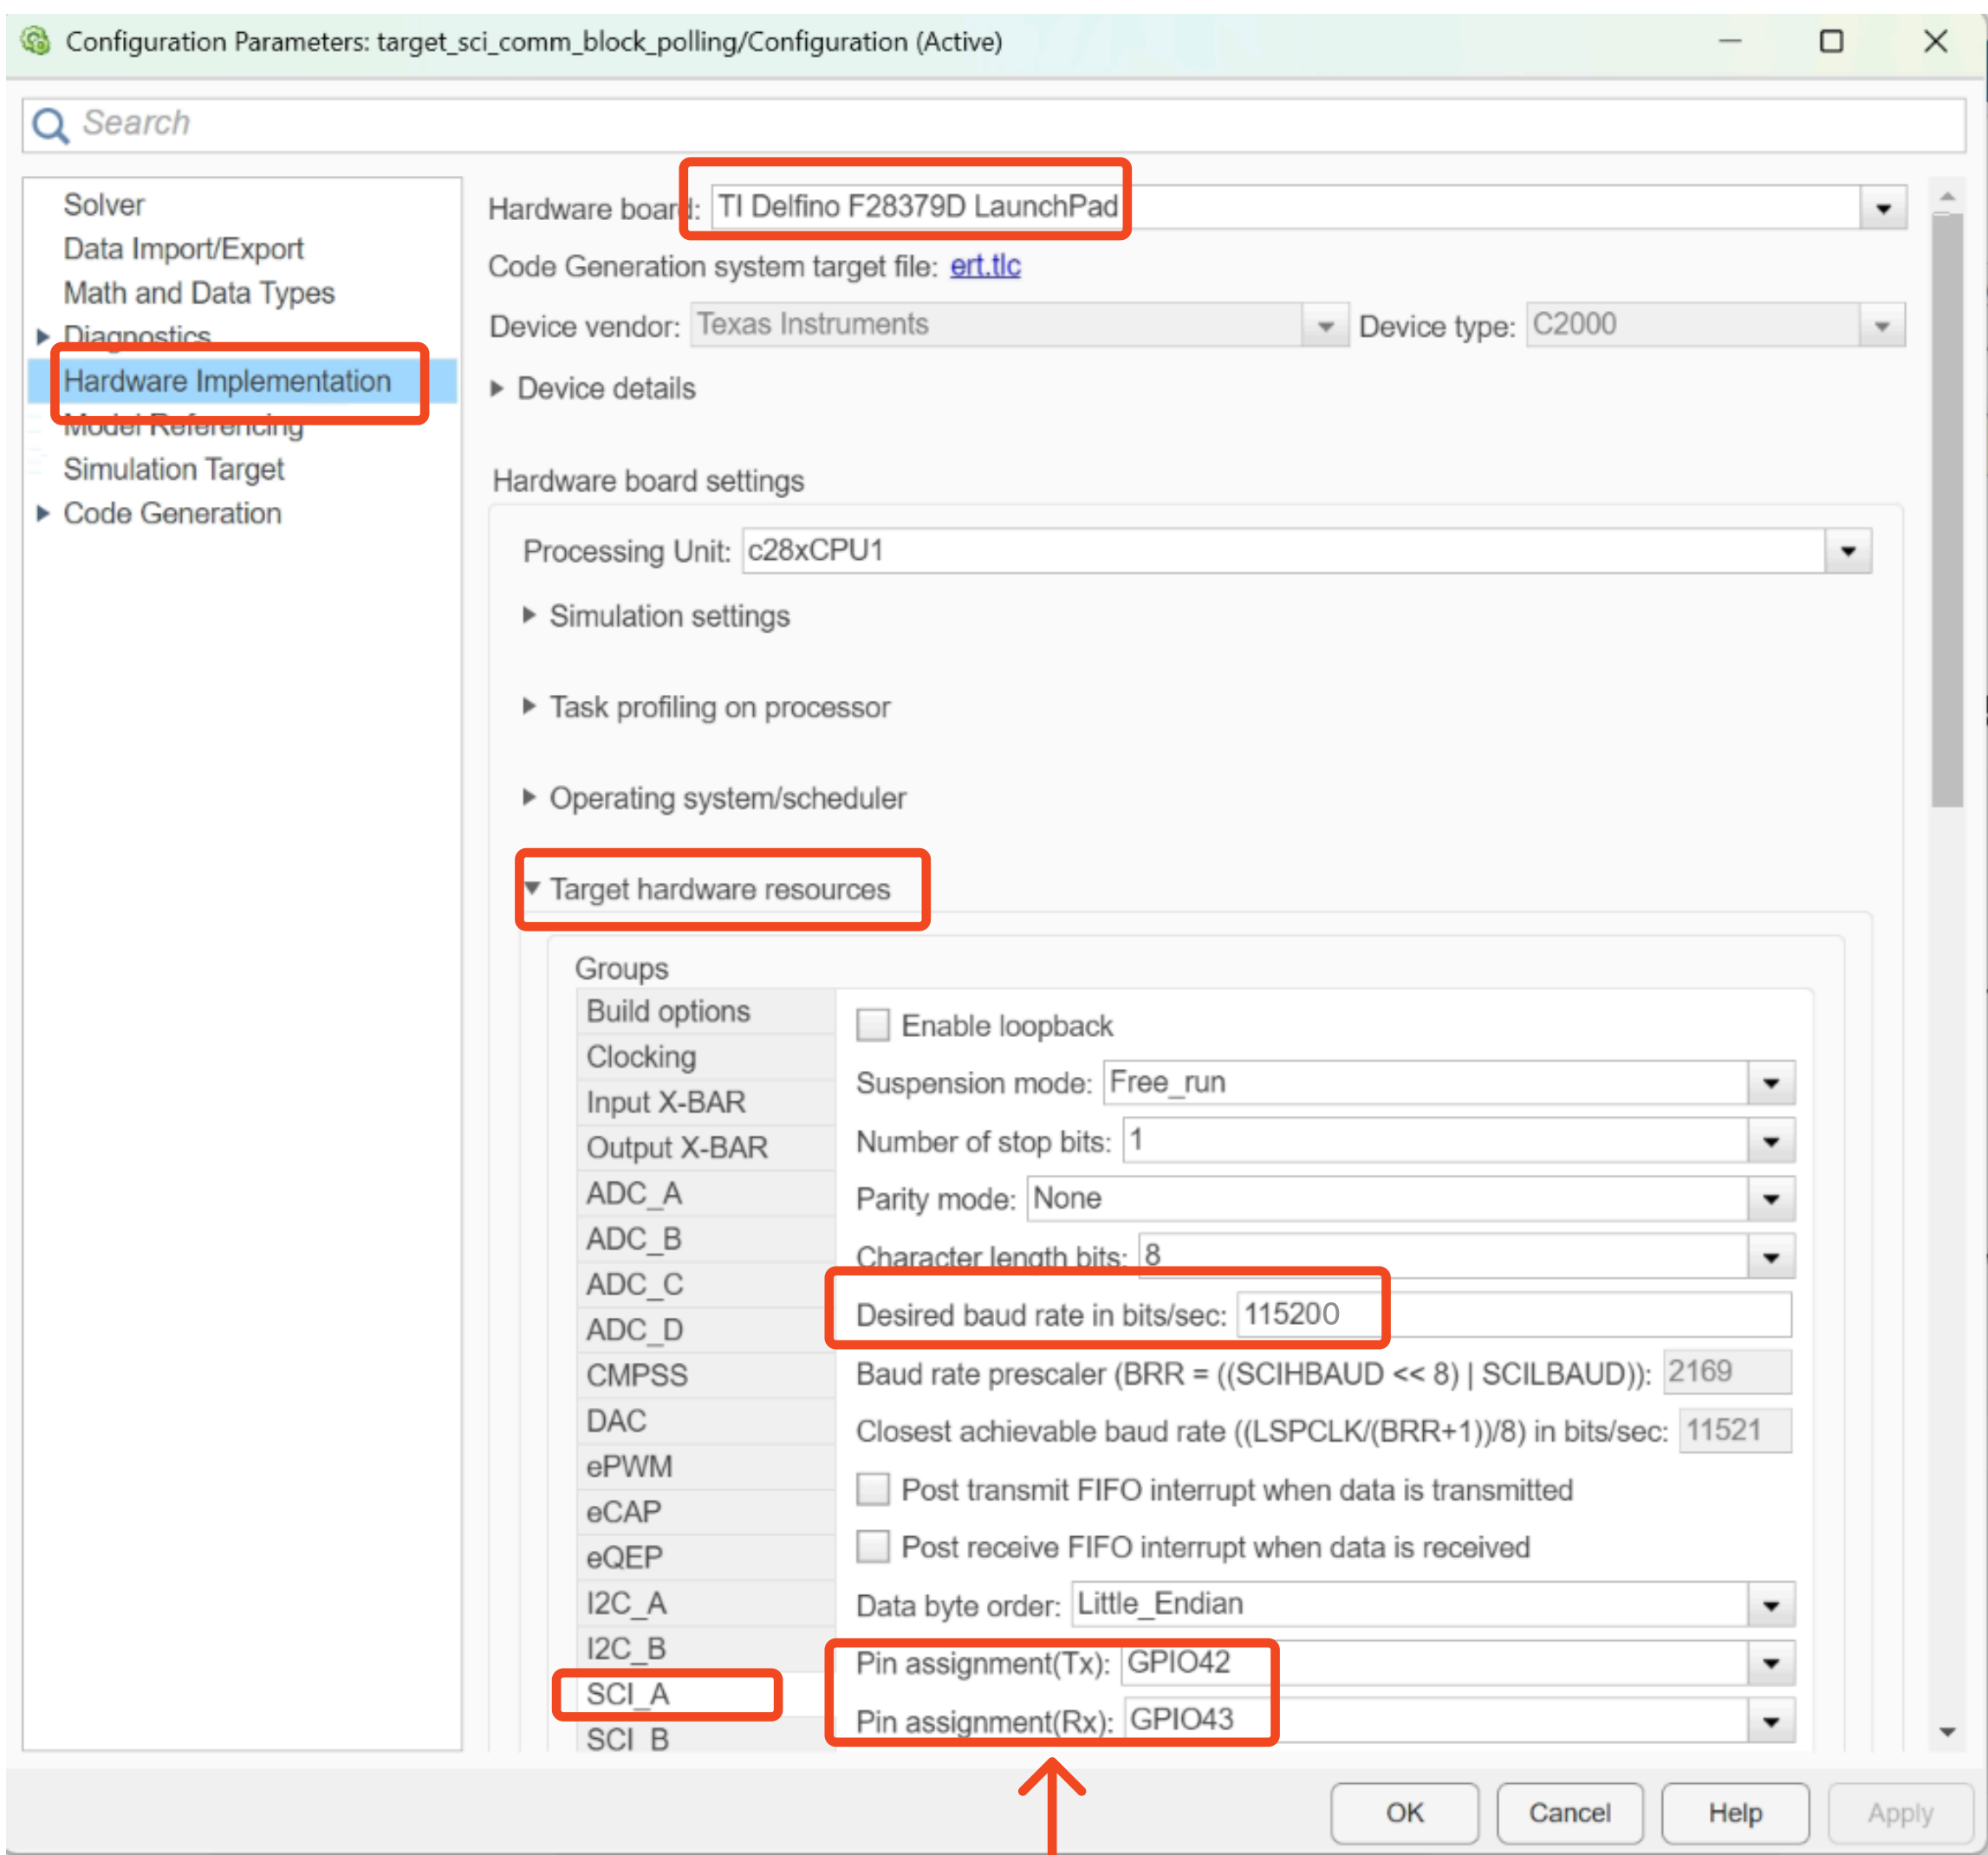 Configuration Parameters: target_sci_comm_block_polling/Configuration (Active)
Search
Solver
Data Import/Export
Math and Data Types
Diagnostics
Hardware Implementation
Model Referencing
Simulation Target
Code Generation
Hardware board: TI Delfino F28379D LaunchPad
Code Generation system target file: ert.tlc
Device vendor: Texas Instruments Device type: C2000
Device details
Hardware board settings
Processing Unit: c28xCPU1
Simulation settings
Task profiling on processor
Operating system/scheduler
Target hardware resources
Groups
Build options
Clocking
Input X-BAR
Output X-BAR
ADC_A
ADC_B
ADC_C
ADC_D
CMPSS
DAC
ePWM
eCAP
eQEP
I2C_A
I2C_B
SCI_A
SCI_B
Enable loopback
Suspension mode: Free_run
Number of stop bits: 1
Parity mode: None
Character length bits: 8
Desired baud rate in bits/sec: 115200
Baud rate prescaler (BRR = ((SCIHBAUD << 8) | SCILBAUD)): 2169
Closest achievable baud rate ((LSPCLK/(BRR+1))/8) in bits/sec: 11521
Post transmit FIFO interrupt when data is transmitted
Post receive FIFO interrupt when data is received
Data byte order: Little_Endian
Pin assignment(Tx): GPIO42
Pin assignment(Rx): GPIO43
OK Cancel Help Apply